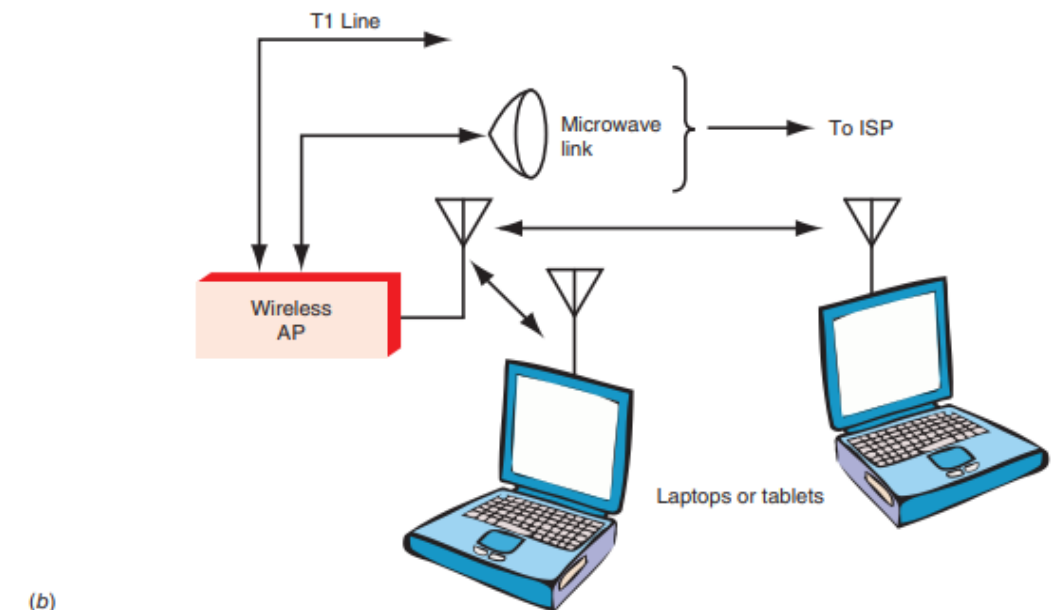 T1 Line
Microwave
link
To ISP
Wireless
AP
Laptops or tablets
(b)